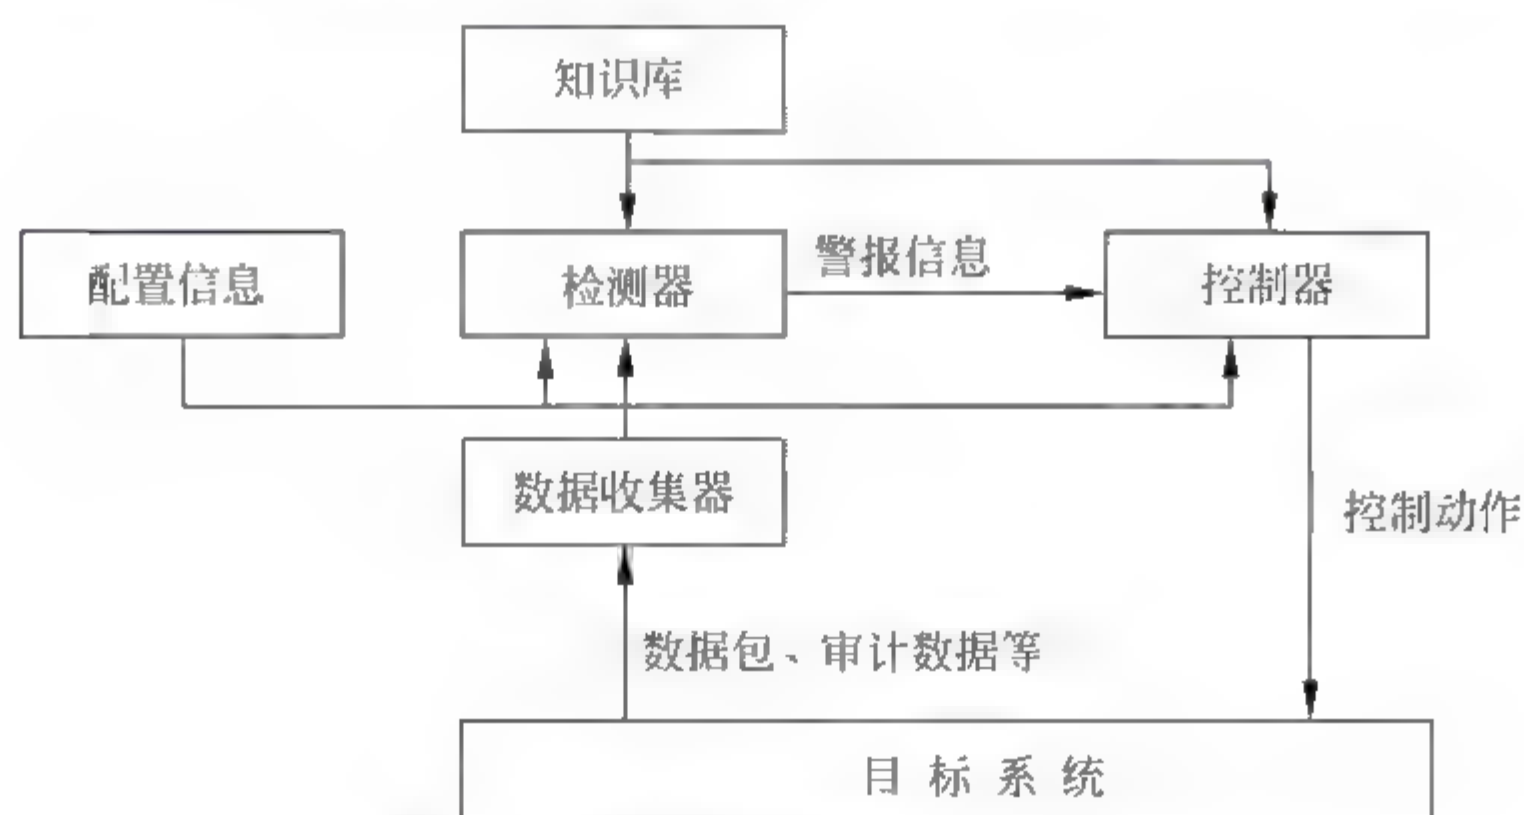 知识库
配置信息
检测器
警报信息
控制器
数据收集器
控制动作
数据包、审计数据等
目标系统